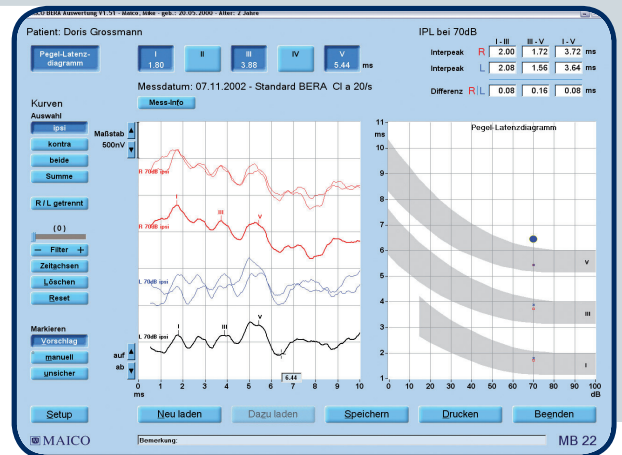 CO BERA Auswertung V1.51 - Maico, Mike - geb.: 20.05.2000 - Alter: 2 Jahre
Patient: Doris Grossmann
IPL bei 70dB
Pegel-Latenz-
diagramm
I
1.80
II
III
3.88
IV
V
5.44
ms
I - III III - V I - V
Interpeak R 2.00 1.72 3.72 ms
Interpeak L 2.08 1.56 3.64 ms
Differenz R|L 0.08 0.16 0.08 ms
Messdatum: 07.11.2002 - Standard BERA Cl a 20/s
Mess-Info
Kurven
Auswahl
ipsi
kontra
beide
Summe
R / L getrennt
(0)
- Filter +
Zeitachsen
Löschen
Reset
Markieren
Vorschlag
manuell
unsicher
Maßstab
500nV
auf
ab
R 70dB ipsi
R 70dB ipsi
I III V
L 70dB ipsi
L 70dB ipsi
I III V
6.44
0 1 2 3 4 5 6 7 8 9 10
ms
Pegel-Latenzdiagramm
11
ms
10
9
8
7
6
5
4
3
2
1
V
III
I
0 10 20 30 40 50 60 70 80 90 100
dB
Setup
Neu laden
Dazu laden
Speichern
Drucken
Beenden
MAICO
Bemerkung:
MB 22